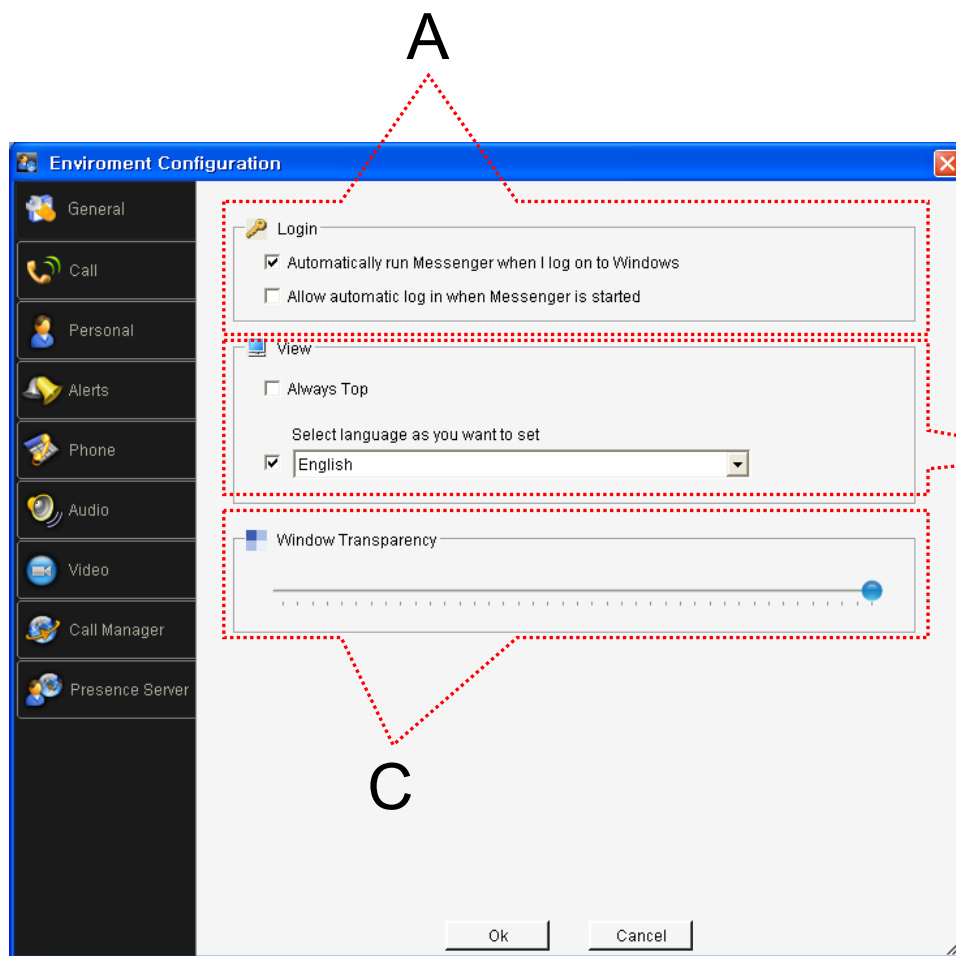 A
Enviroment Configuration
General
Call
Personal
Alerts
Phone
Audio
Video
Call Manager
Presence Server
Login
Automatically run Messenger when I log on to Windows
Allow automatic log in when Messenger is started
View
Always Top
Select language as you want to set
English
Window Transparency
C
Ok
Cancel